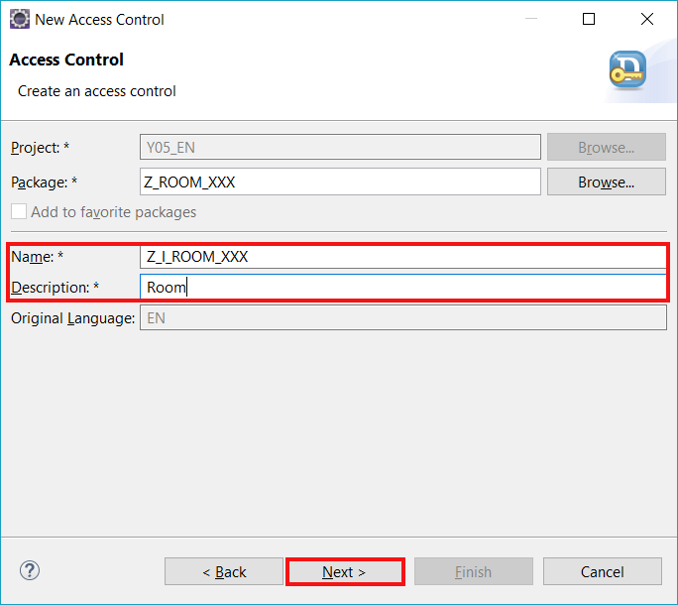 New Access Control
Access Control
Create an access control
Project: * Y05_EN Browse...
Package: * Z_ROOM_XXX Browse...
Add to favorite packages
Name: * Z_I_ROOM_XXX
Description: * Room
Original Language: EN
? < Back Next > Finish Cancel